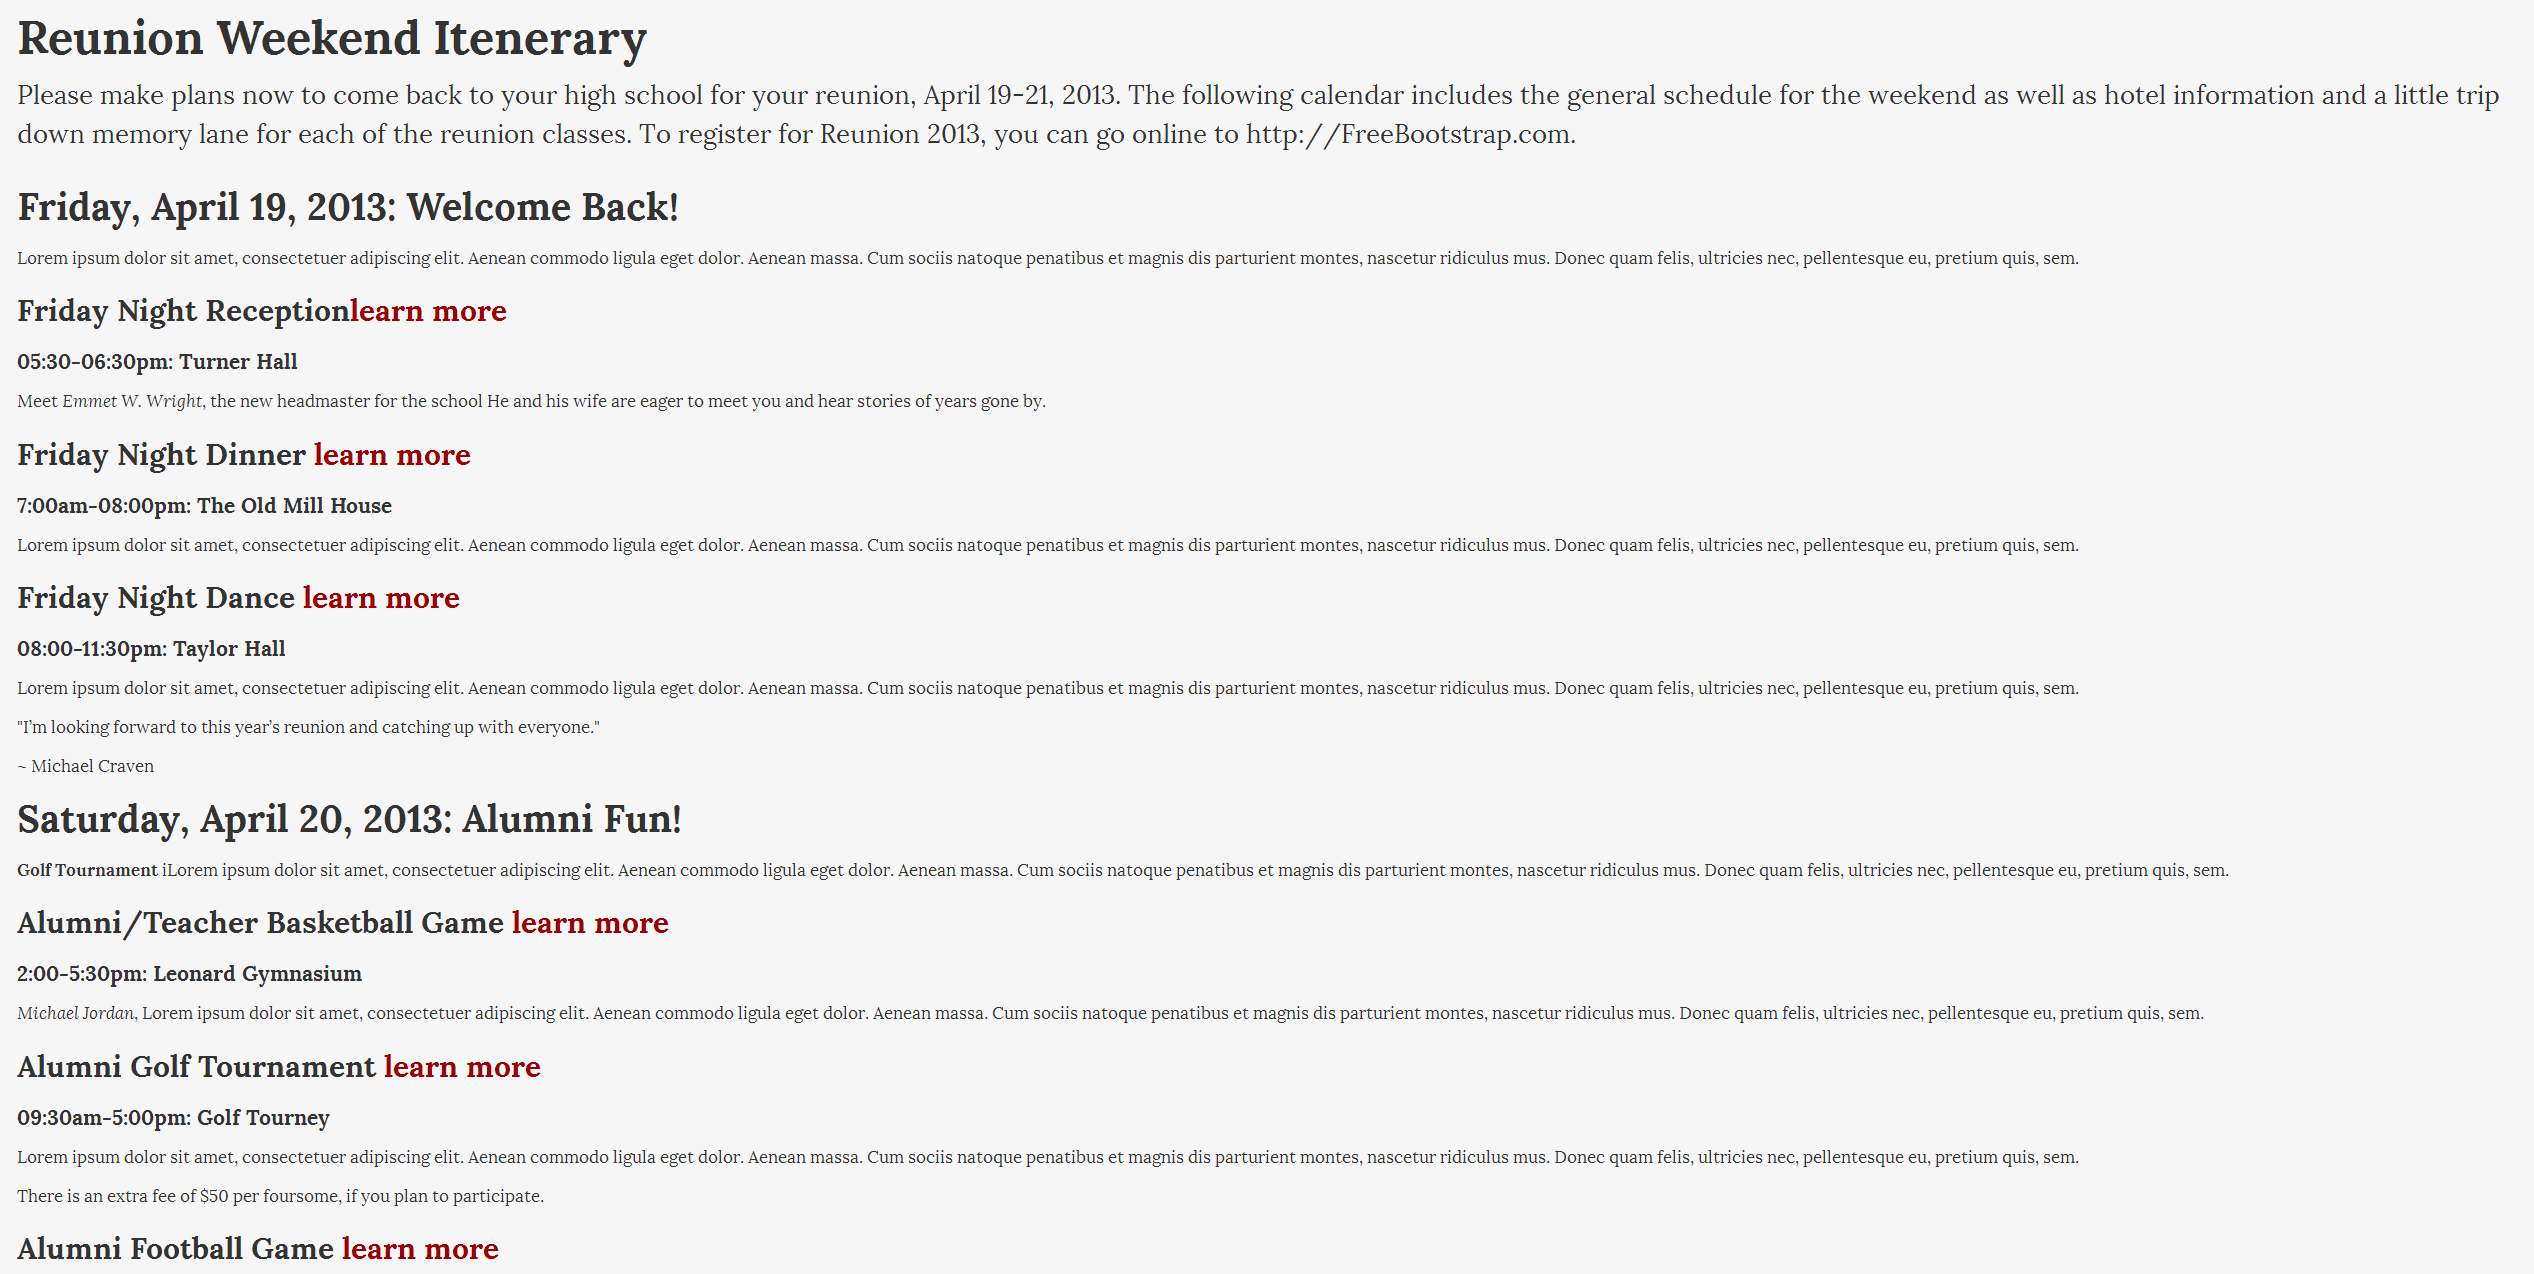 Reunion Weekend Itenerary
Please make plans now to come back to your high school for your reunion, April 19-21, 2013. The following calendar includes the general schedule for the weekend as well as hotel information and a little trip
down memory lane for each of the reunion classes. To register for Reunion 2013, you can go online to http://FreeBootstrap.com.
Friday, April 19, 2013: Welcome Back!
Lorem ipsum dolor sit amet, consectetuer adipiscing elit. Aenean commodo ligula eget dolor. Aenean massa. Cum sociis natoque penatibus et magnis dis parturient montes, nascetur ridiculus mus. Donec quam felis, ultricies nec, pellentesque eu, pretium quis, sem.
Friday Night Receptionlearn more
05:30-06:30pm: Turner Hall
Meet Emmet W. Wright, the new headmaster for the school He and his wife are eager to meet you and hear stories of years gone by.
Friday Night Dinner learn more
7:00am-08:00pm: The Old Mill House
Lorem ipsum dolor sit amet, consectetuer adipiscing elit. Aenean commodo ligula eget dolor. Aenean massa. Cum sociis natoque penatibus et magnis dis parturient montes, nascetur ridiculus mus. Donec quam felis, ultricies nec, pellentesque eu, pretium quis, sem.
Friday Night Dance learn more
08:00-11:30pm: Taylor Hall
Lorem ipsum dolor sit amet, consectetuer adipiscing elit. Aenean commodo ligula eget dolor. Aenean massa. Cum sociis natoque penatibus et magnis dis parturient montes, nascetur ridiculus mus. Donec quam felis, ultricies nec, pellentesque eu, pretium quis, sem.
"I’m looking forward to this year’s reunion and catching up with everyone."
~ Michael Craven
Saturday, April 20, 2013: Alumni Fun!
Golf Tournament iLorem ipsum dolor sit amet, consectetuer adipiscing elit. Aenean commodo ligula eget dolor. Aenean massa. Cum sociis natoque penatibus et magnis dis parturient montes, nascetur ridiculus mus. Donec quam felis, ultricies nec, pellentesque eu, pretium quis, sem.
Alumni/Teacher Basketball Game learn more
2:00-5:30pm: Leonard Gymnasium
Michael Jordan, Lorem ipsum dolor sit amet, consectetuer adipiscing elit. Aenean commodo ligula eget dolor. Aenean massa. Cum sociis natoque penatibus et magnis dis parturient montes, nascetur ridiculus mus. Donec quam felis, ultricies nec, pellentesque eu, pretium quis, sem.
Alumni Golf Tournament learn more
09:30am-5:00pm: Golf Tourney
Lorem ipsum dolor sit amet, consectetuer adipiscing elit. Aenean commodo ligula eget dolor. Aenean massa. Cum sociis natoque penatibus et magnis dis parturient montes, nascetur ridiculus mus. Donec quam felis, ultricies nec, pellentesque eu, pretium quis, sem.
There is an extra fee of $50 per foursome, if you plan to participate.
Alumni Football Game learn more